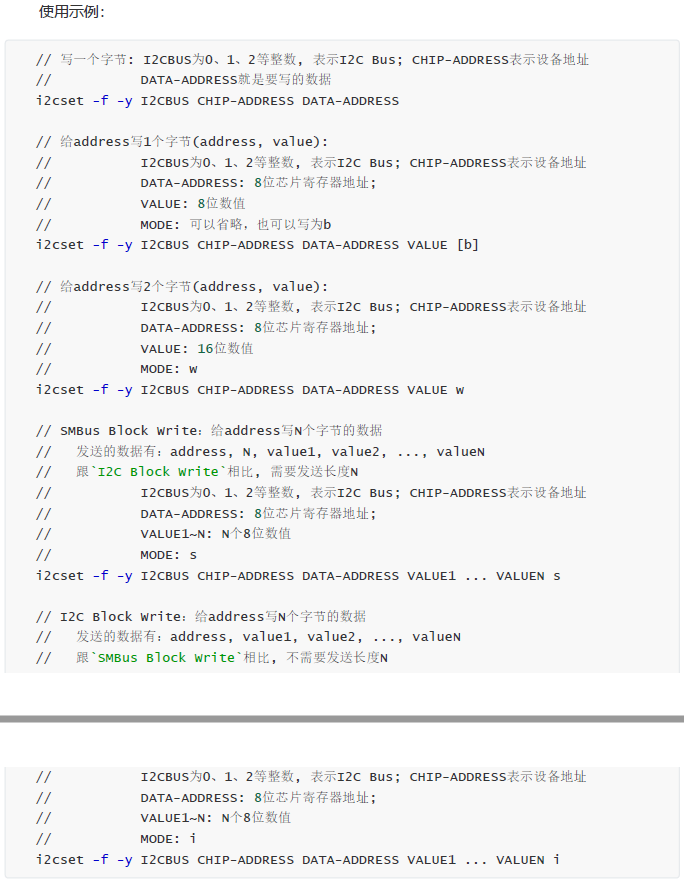 使用示例：
// 写一个字节: I2CBUS为0、1、2等整数, 表示I2C Bus; CHIP-ADDRESS表示设备地址
// DATA-ADDRESS就是要写的数据
i2cset -f -y I2CBUS CHIP-ADDRESS DATA-ADDRESS
// 给address写1个字节(address, value):
// I2CBUS为0、1、2等整数, 表示I2C Bus; CHIP-ADDRESS表示设备地址
// DATA-ADDRESS: 8位芯片寄存器地址;
// VALUE: 8位数值
// MODE: 可以省略，也可以写为b
i2cset -f -y I2CBUS CHIP-ADDRESS DATA-ADDRESS VALUE [b]
// 给address写2个字节(address, value):
// I2CBUS为0、1、2等整数, 表示I2C Bus; CHIP-ADDRESS表示设备地址
// DATA-ADDRESS: 8位芯片寄存器地址;
// VALUE: 16位数值
// MODE: w
i2cset -f -y I2CBUS CHIP-ADDRESS DATA-ADDRESS VALUE w
// SMBus Block Write：给address写N个字节的数据
// 发送的数据有：address, N, value1, value2, ..., valueN
// 跟`I2C Block Write`相比, 需要发送长度N
// I2CBUS为0、1、2等整数, 表示I2C Bus; CHIP-ADDRESS表示设备地址
// DATA-ADDRESS: 8位芯片寄存器地址;
// VALUE1~N: N个8位数值
// MODE: s
i2cset -f -y I2CBUS CHIP-ADDRESS DATA-ADDRESS VALUE1 ... VALUEN s
// I2C Block Write：给address写N个字节的数据
// 发送的数据有：address, value1, value2, ..., valueN
// 跟`SMBus Block Write`相比, 不需要发送长度N
// I2CBUS为0、1、2等整数, 表示I2C Bus; CHIP-ADDRESS表示设备地址
// DATA-ADDRESS: 8位芯片寄存器地址;
// VALUE1~N: N个8位数值
// MODE: i
i2cset -f -y I2CBUS CHIP-ADDRESS DATA-ADDRESS VALUE1 ... VALUEN i